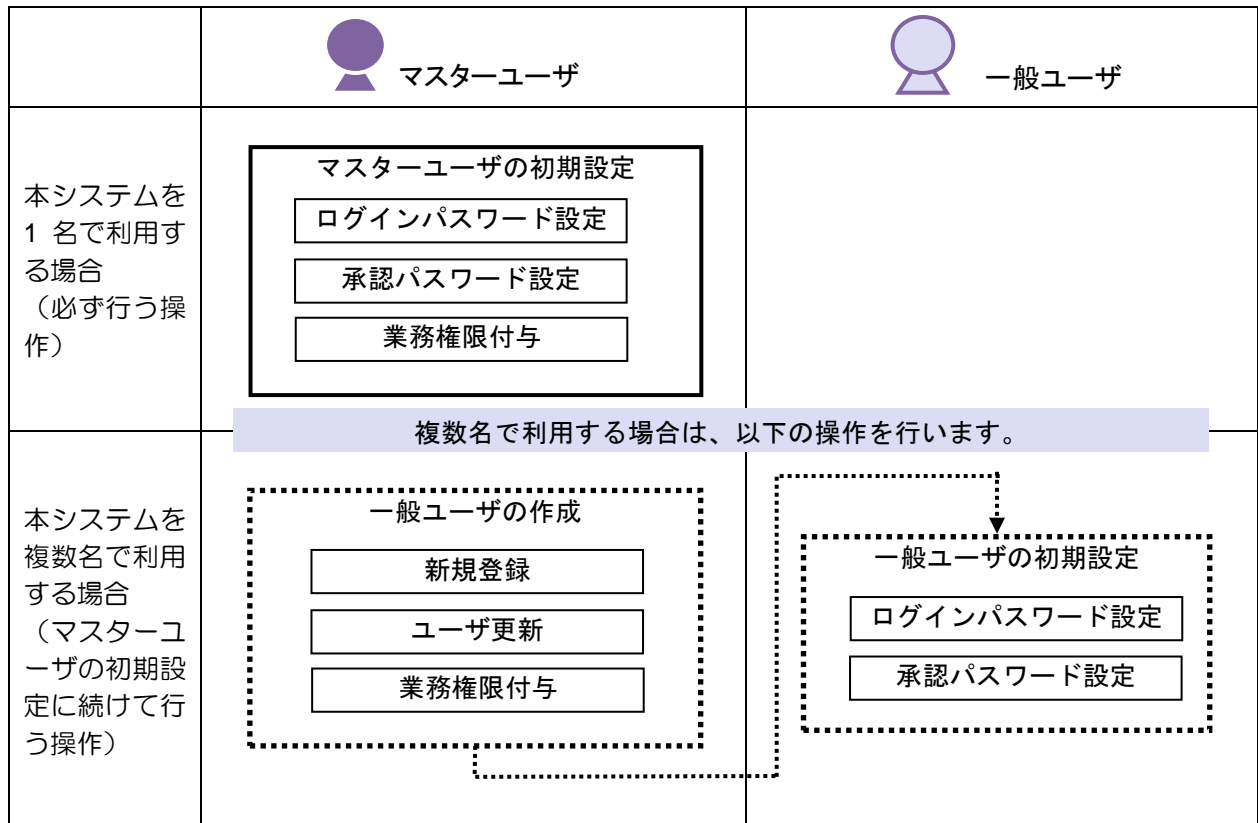 マスターユーザ
一般ユーザ
本システムを
1 名で利用す
る場合
（必ず行う操
作）
マスターユーザの初期設定
ログインパスワード設定
承認パスワード設定
業務権限付与
複数名で利用する場合は、以下の操作を行います。
本システムを
複数名で利用
する場合
（マスターユ
ーザの初期設
定に続けて行
う操作）
一般ユーザの作成
新規登録
ユーザ更新
業務権限付与
一般ユーザの初期設定
ログインパスワード設定
承認パスワード設定